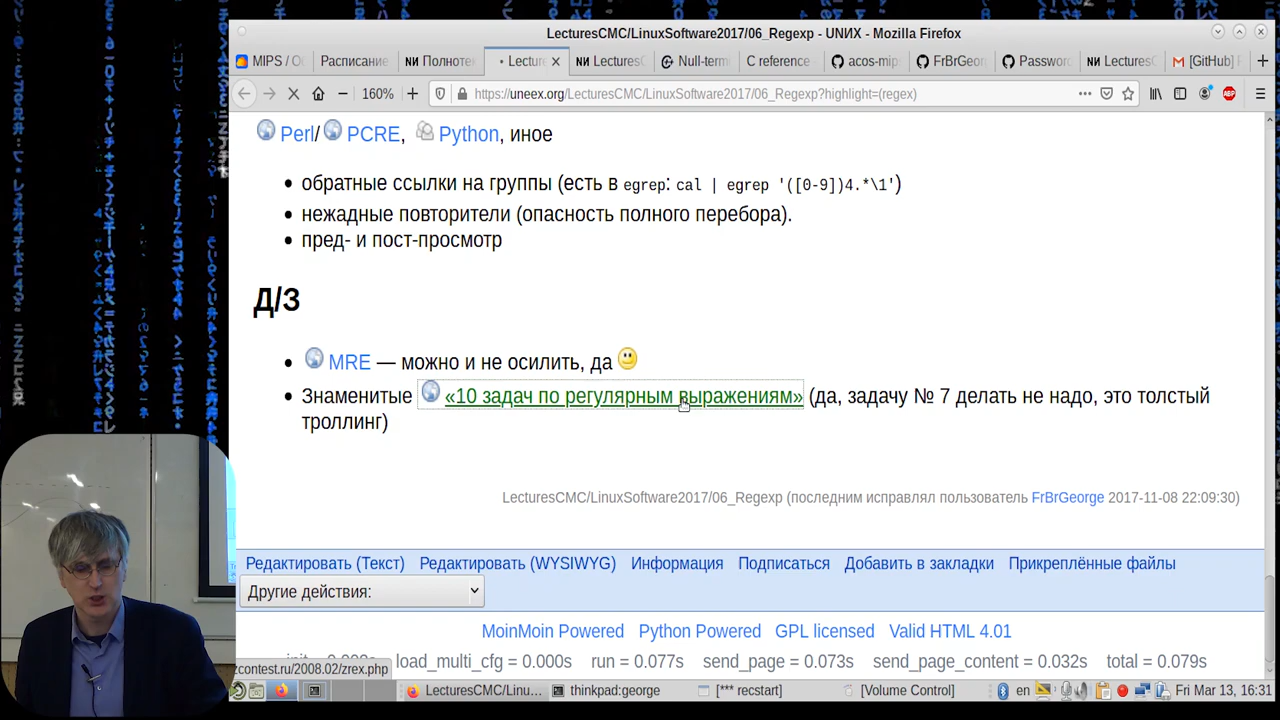 LecturesCMC/LinuxSoftware2017/06_Regexp - UNИX - Mozilla Firefox
MIPS / О
Расписание
Полноте
Lecture
Lectures
Null-term
C reference
acos-mip
FrBrGeor
Passwor
Lectures
[GitHub]
160%
https://uneex.org/LecturesCMC/LinuxSoftware2017/06_Regexp?highlight=(regex)
Perl/ PCRE, Python, иное
обратные ссылки на группы (есть в egrep: cal | egrep '([0-9])4.*\1')
нежадные повторители (опасность полного перебора).
пред- и пост-просмотр
Д/З
MRE — можно и не осилить, да
Знаменитые «10 задач по регулярным выражениям» (да, задачу № 7 делать не надо, это толстый
троллинг)
LecturesCMC/LinuxSoftware2017/06_Regexp (последним исправлял пользователь FrBrGeorge 2017-11-08 22:09:30)
Редактировать (Текст) Редактировать (WYSIWYG) Информация Подписаться Добавить в закладки Прикреплённые файлы
Другие действия:
MoinMoin Powered Python Powered GPL licensed Valid HTML 4.01
load_multi_cfg = 0.000s run = 0.077s send_page = 0.073s send_page_content = 0.032s total = 0.079s
zcontest.ru/2008.02/zrex.php
LecturesCMC/Linu... thinkpad:george [*** recstart] [Volume Control] en Fri Mar 13, 16:31